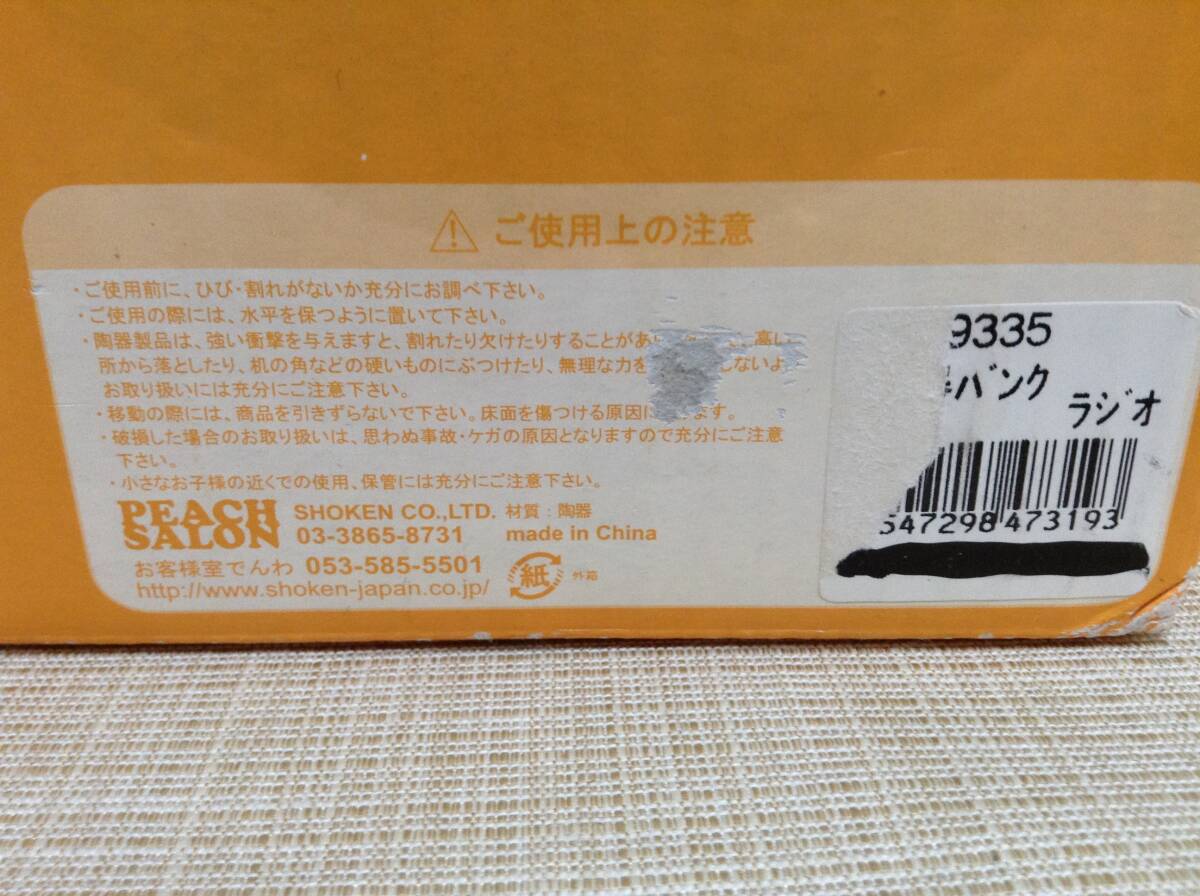 ⚠ ご使用上の注意
・ご使用前に、ひび・割れがないか充分にお調べ下さい。
・ご使用の際には、水平を保つように置いて下さい。
・陶器製品は、強い衝撃を与えますと、割れたり欠けたりすることがあ 高い
所から落としたり、机の角などの硬いものにぶつけたり、無理な力を しないよ
お取り扱いには充分にご注意下さい。
・移動の際には、商品を引きずらないで下さい。床面を傷つける原因に ます。
・破損した場合のお取り扱いは、思わぬ事故・ケガの原因となりますので充分にご注意
下さい。
・小さなお子様の近くでの使用、保管には充分にご注意下さい。
PEACH SALON
SHOKEN CO.,LTD. 材質：陶器
03-3865-8731 made in China
お客様室でんわ 053-585-5501
http://www.shoken-japan.co.jp/
紙 外箱
9335
バンク
ラジオ
547298 473193